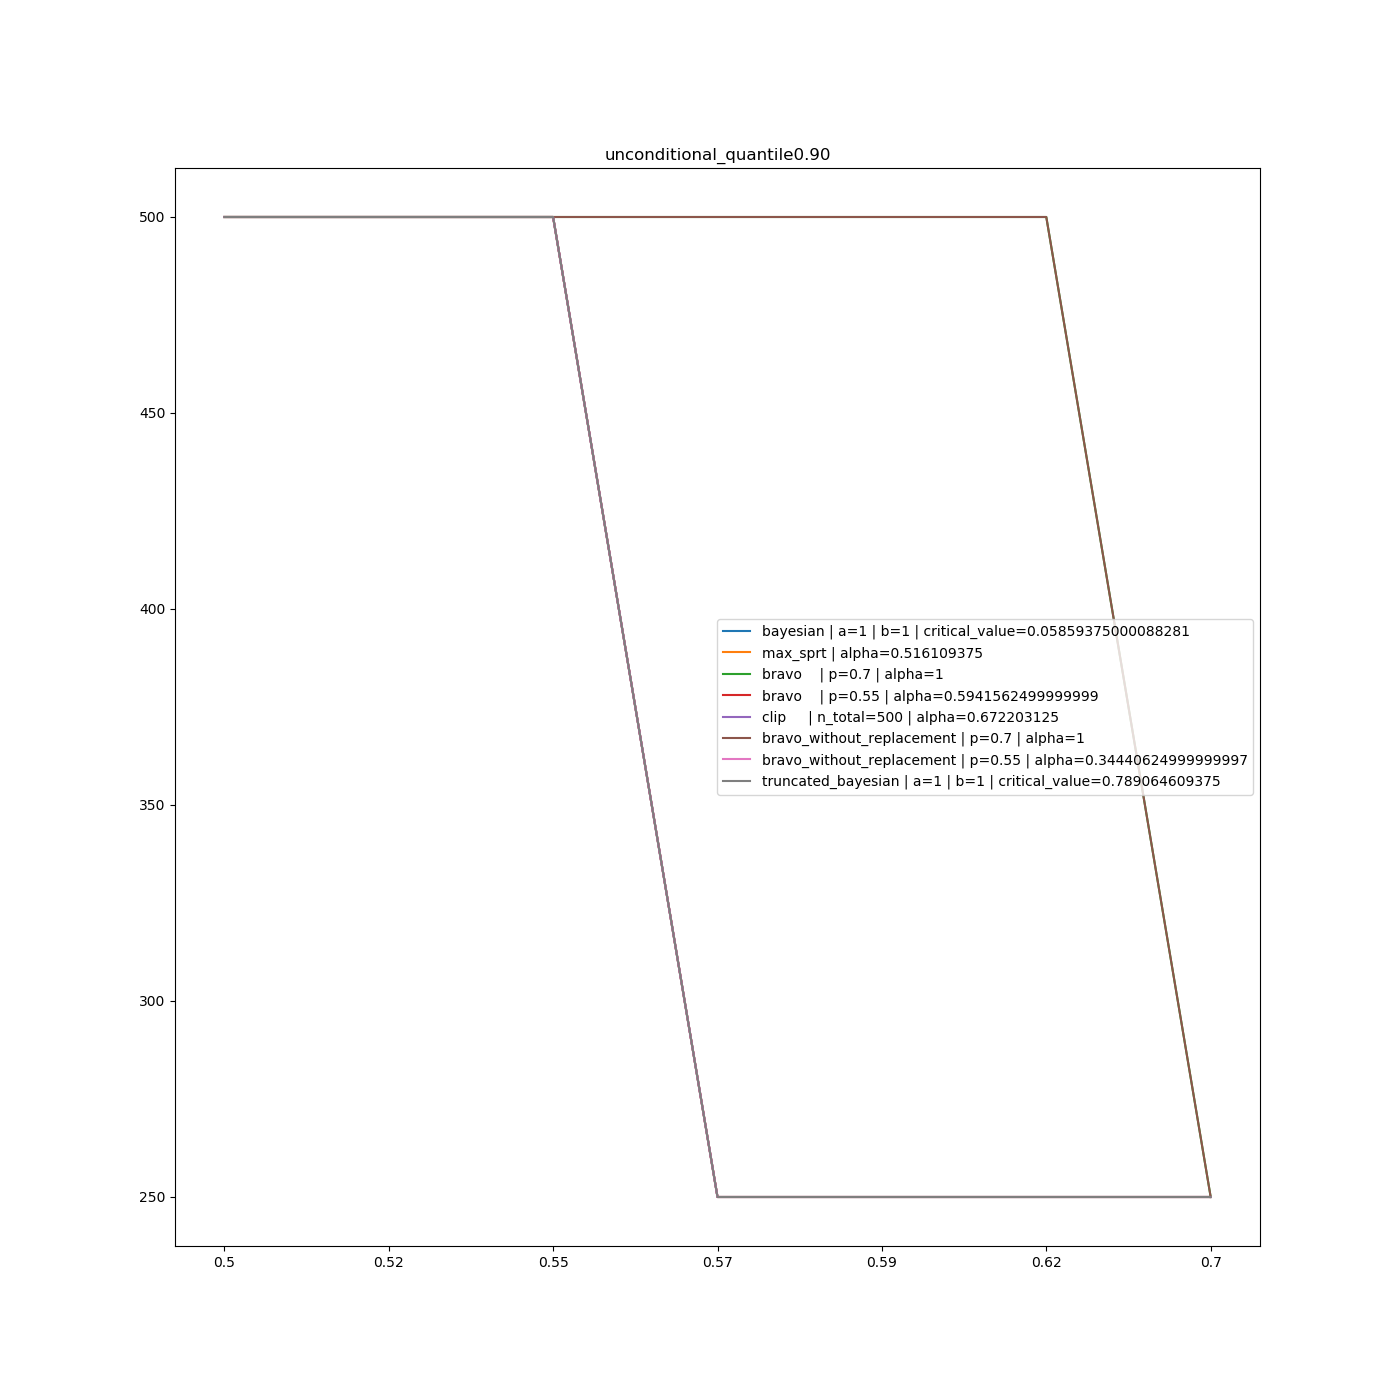 unconditional_quantile0.90
500
450
400
350
300
250
bayesian | a=1 | b=1 | critical_value=0.05859375000088281
max_sprt | alpha=0.516109375
bravo    | p=0.7 | alpha=1
bravo    | p=0.55 | alpha=0.5941562499999999
clip     | n_total=500 | alpha=0.672203125
bravo_without_replacement | p=0.7 | alpha=1
bravo_without_replacement | p=0.55 | alpha=0.34440624999999997
truncated_bayesian | a=1 | b=1 | critical_value=0.789064609375
0.5 0.52 0.55 0.57 0.59 0.62 0.7